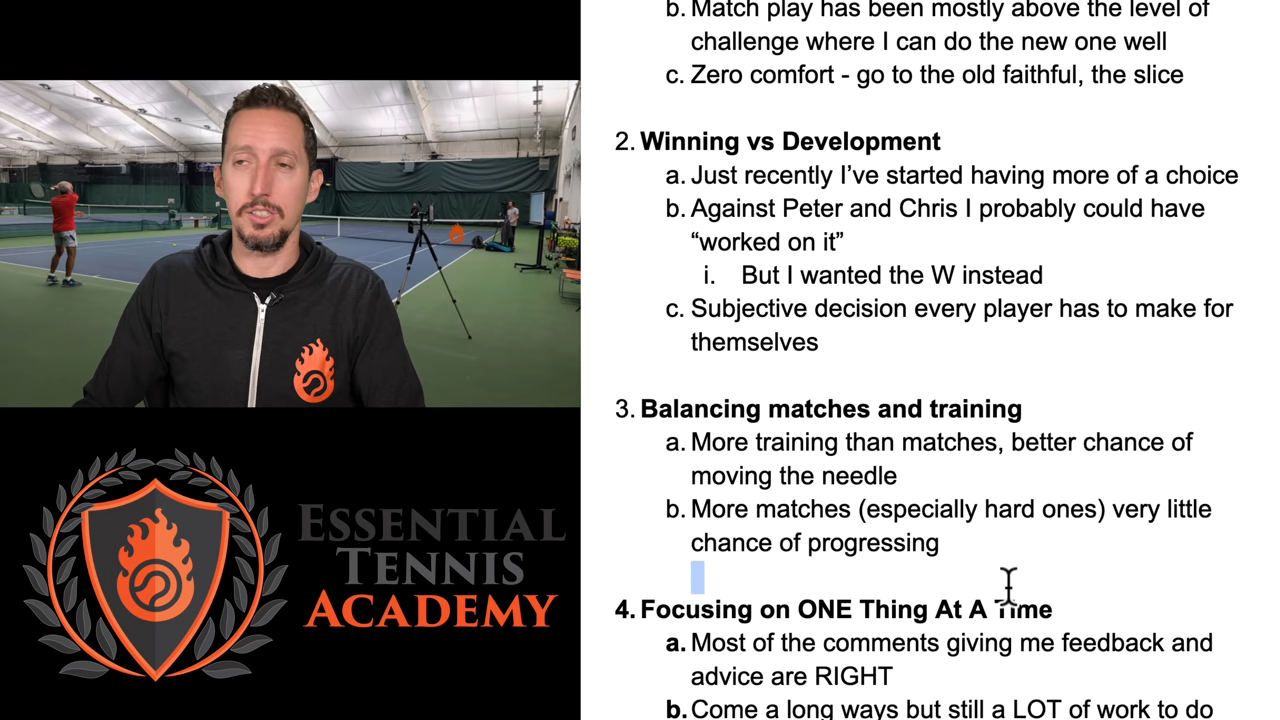 b. Match play has been mostly above the level of
challenge where I can do the new one well
c. Zero comfort - go to the old faithful, the slice
2. Winning vs Development
a. Just recently I’ve started having more of a choice
b. Against Peter and Chris I probably could have
“worked on it”
i. But I wanted the W instead
c. Subjective decision every player has to make for
themselves
3. Balancing matches and training
a. More training than matches, better chance of
moving the needle
b. More matches (especially hard ones) very little
chance of progressing
4. Focusing on ONE Thing At A Time
a. Most of the comments giving me feedback and
advice are RIGHT
b. Come a long ways but still a LOT of work to do
ESSENTIAL
TENNIS
ACADEMY